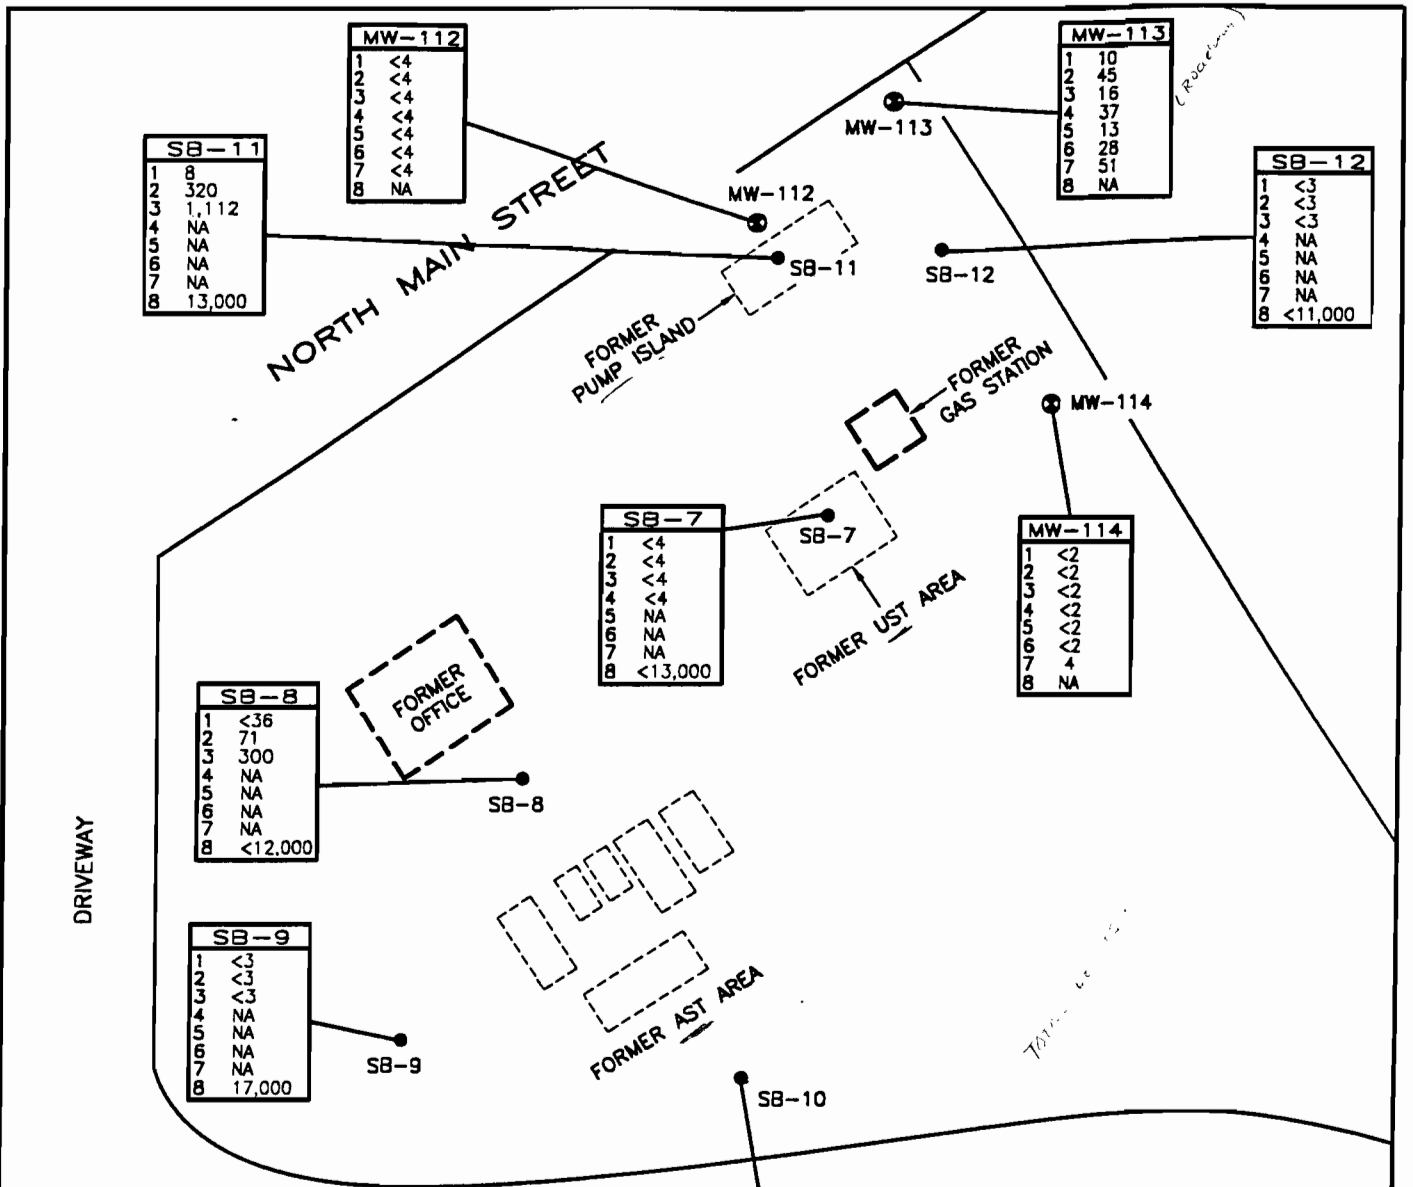 MW-112
1 <4
2 <4
3 <4
4 <4
5 <4
6 <4
7 <4
8 NA
MW-113
1 10
2 45
3 16
4 37
5 13
6 28
7 51
8 NA
(Roadway)
SB-11
1 8
2 320
3 1,112
4 NA
5 NA
6 NA
7 NA
8 13,000
SB-12
1 <3
2 <3
3 <3
4 NA
5 NA
6 NA
7 NA
8 <11,000
NORTH MAIN STREET
MW-113
MW-112
SB-11
SB-12
FORMER
PUMP ISLAND
FORMER
GAS STATION
MW-114
SB-7
1 <4
2 <4
3 <4
4 <4
5 NA
6 NA
7 NA
8 <13,000
SB-7
FORMER UST AREA
MW-114
1 <2
2 <2
3 <2
4 <2
5 <2
6 <2
7 4
8 NA
FORMER
OFFICE
SB-8
1 <36
2 71
3 300
4 NA
5 NA
6 NA
7 NA
8 <12,000
SB-8
DRIVEWAY
SB-9
1 <3
2 <3
3 <3
4 NA
5 NA
6 NA
7 NA
8 17,000
SB-9
FORMER AST AREA
SB-10